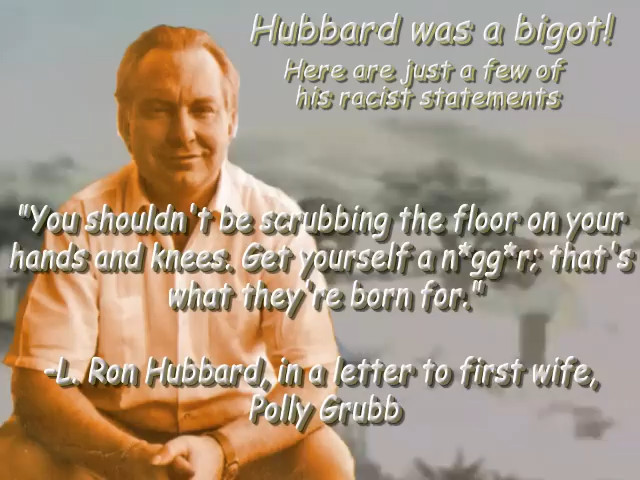 Hubbard was a bigot!
Here are just a few of
his racist statements
"You shouldn't be scrubbing the floor on your
hands and knees. Get yourself a n*gg*r; that's
what they're born for."
-L. Ron Hubbard, in a letter to first wife,
Polly Grubb